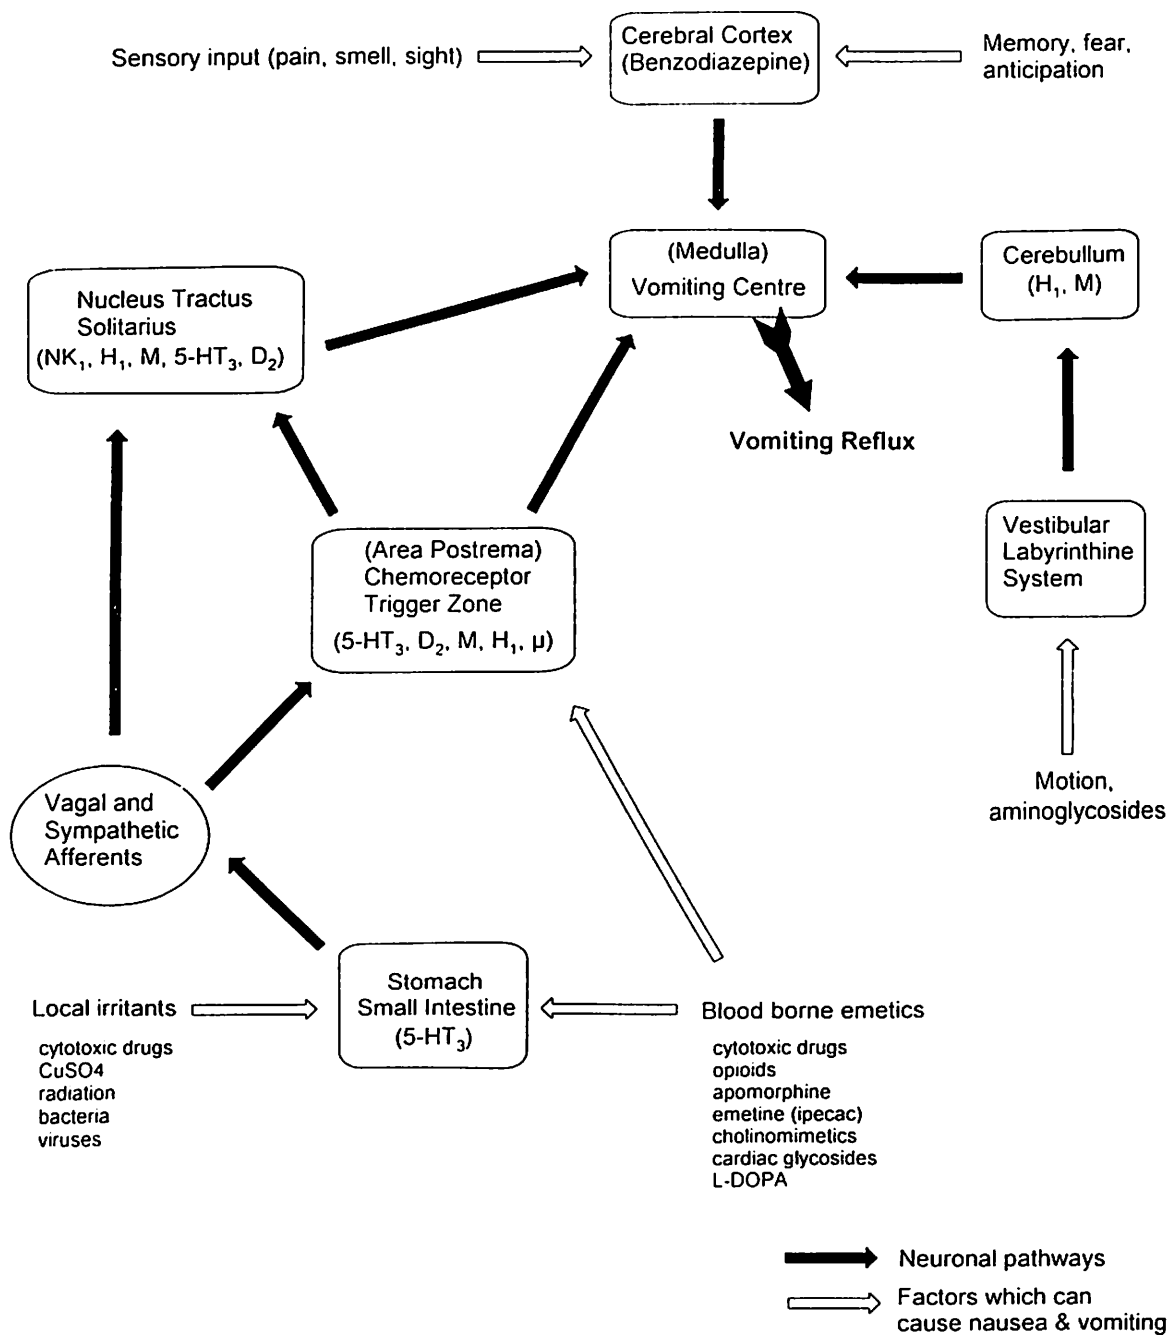 Sensory input (pain, smell, sight)
Cerebral Cortex
(Benzodiazepine)
Memory, fear,
anticipation
(Medulla)
Vomiting Centre
Cerebullum
(H₁, M)
Nucleus Tractus
Solitarius
(NK₁, H₁, M, 5-HT₃, D₂)
Vomiting Reflux
(Area Postrema)
Chemoreceptor
Trigger Zone
(5-HT₃, D₂, M, H₁, μ)
Vestibular
Labyrinthine
System
Motion,
aminoglycosides
Vagal and
Sympathetic
Afferents
Stomach
Small Intestine
(5-HT₃)
Local irritants
cytotoxic drugs
CuSO4
radiation
bacteria
viruses
Blood borne emetics
cytotoxic drugs
opioids
apomorphine
emetine (ipecac)
cholinomimetics
cardiac glycosides
L-DOPA
Neuronal pathways
Factors which can
cause nausea & vomiting